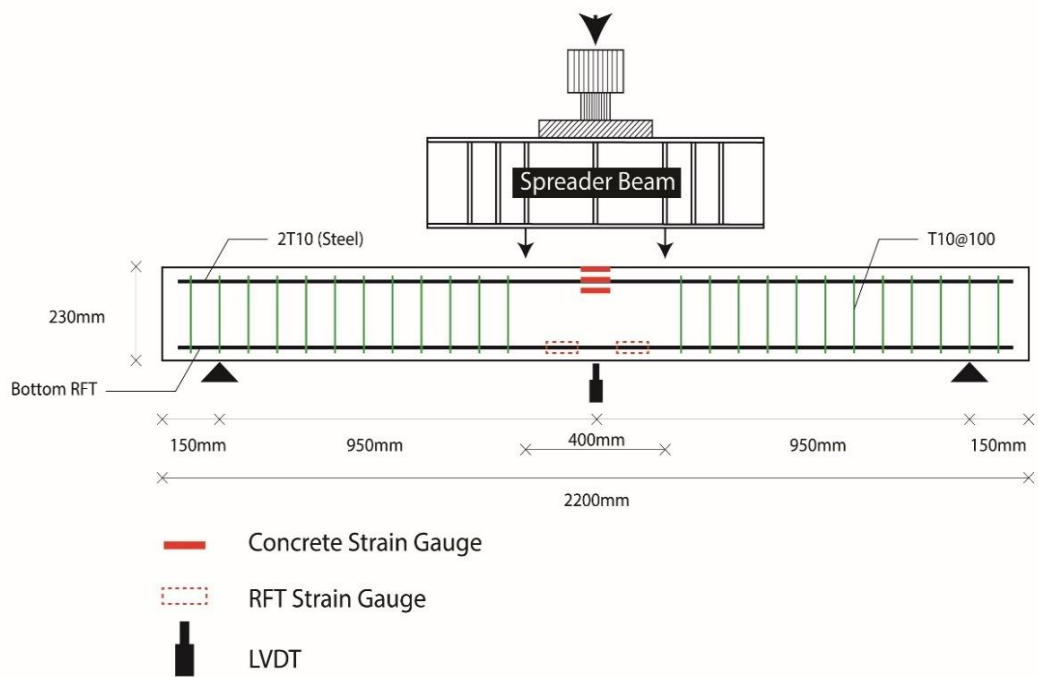 Spreader Beam
2T10 (Steel)
T10@100
230mm
Bottom RFT
150mm
950mm
400mm
950mm
150mm
2200mm
Concrete Strain Gauge
RFT Strain Gauge
LVDT